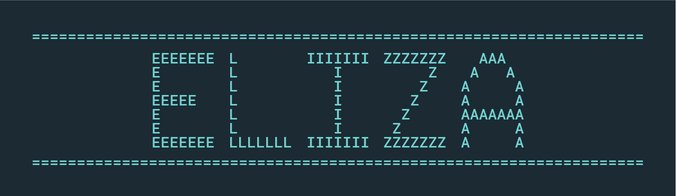 ====================================================================
EEEEEEE L        IIIIIII ZZZZZZZ    AAA
E       L           I          Z   A   A
E       L           I         Z   A     A
EEEEE   L           I        Z    A     A
E       L           I       Z     AAAAAAA
E       L           I      Z      A     A
EEEEEEE LLLLLLL  IIIIIII ZZZZZZZ  A     A
====================================================================